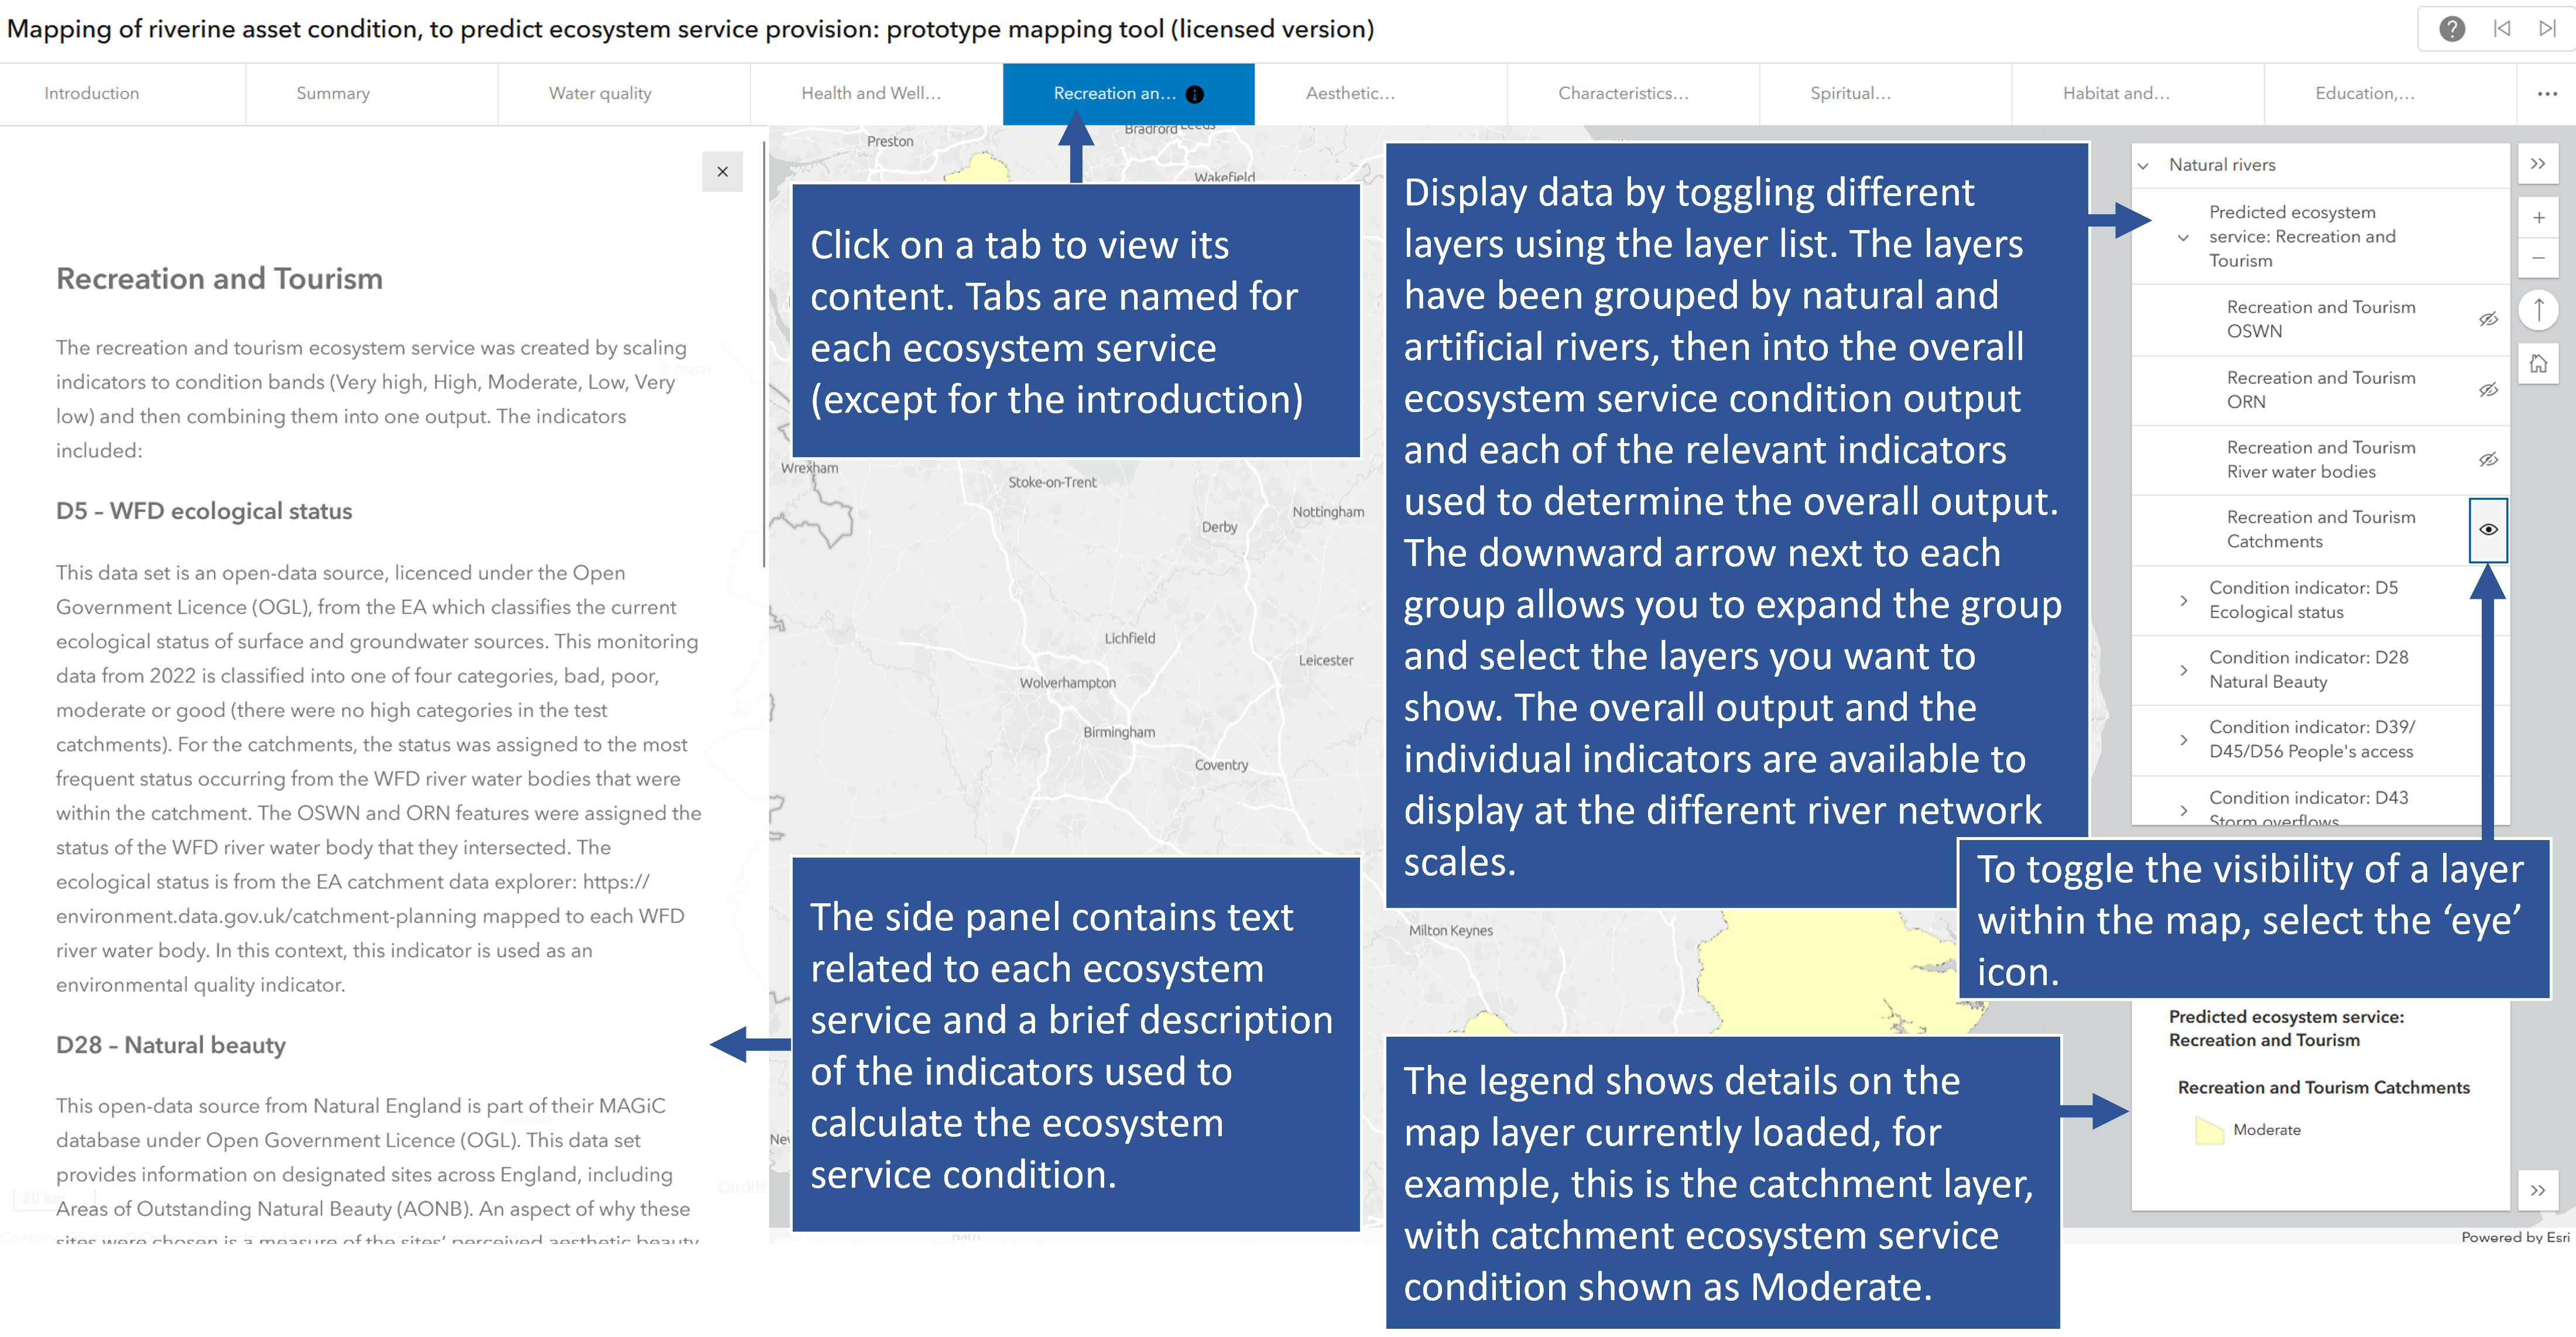 Mapping of riverine asset condition, to predict ecosystem service provision: prototype mapping tool (licensed version)
Introduction
Summary
Water quality
Health and Well...
Recreation an...
Aesthetic...
Characteristics...
Spiritual...
Habitat and...
Education,...
Recreation and Tourism
The recreation and tourism ecosystem service was created by scaling
indicators to condition bands (Very high, High, Moderate, Low, Very
low) and then combining them into one output. The indicators
included:
D5 – WFD ecological status
This data set is an open-data source, licenced under the Open
Government Licence (OGL), from the EA which classifies the current
ecological status of surface and groundwater sources. This monitoring
data from 2022 is classified into one of four categories, bad, poor,
moderate or good (there were no high categories in the test
catchments). For the catchments, the status was assigned to the most
frequent status occurring from the WFD river water bodies that were
within the catchment. The OSWN and ORN features were assigned the
status of the WFD river water body that they intersected. The
ecological status is from the EA catchment data explorer: https://
environment.data.gov.uk/catchment-planning mapped to each WFD
river water body. In this context, this indicator is used as an
environmental quality indicator.
D28 – Natural beauty
This open-data source from Natural England is part of their MAGiC
database under Open Government Licence (OGL). This data set
provides information on designated sites across England, including
Areas of Outstanding Natural Beauty (AONB). An aspect of why these
sites were chosen is a measure of the sites' perceived aesthetic beauty
20 km
Cardiff
Preston
Bradford
Leeds
Wakefield
Click on a tab to view its
content. Tabs are named for
each ecosystem service
(except for the introduction)
Wrexham
Stoke-on-Trent
Nottingham
Derby
Lichfield
Leicester
Wolverhampton
Birmingham
Coventry
Milton Keynes
The side panel contains text
related to each ecosystem
service and a brief description
of the indicators used to
calculate the ecosystem
service condition.
Display data by toggling different
layers using the layer list. The layers
have been grouped by natural and
artificial rivers, then into the overall
ecosystem service condition output
and each of the relevant indicators
used to determine the overall output.
The downward arrow next to each
group allows you to expand the group
and select the layers you want to
show. The overall output and the
individual indicators are available to
display at the different river network
scales.
The legend shows details on the
map layer currently loaded, for
example, this is the catchment layer,
with catchment ecosystem service
condition shown as Moderate.
Natural rivers
Predicted ecosystem
service: Recreation and
Tourism
Recreation and Tourism
OSWN
Recreation and Tourism
ORN
Recreation and Tourism
River water bodies
Recreation and Tourism
Catchments
Condition indicator: D5
Ecological status
Condition indicator: D28
Natural Beauty
Condition indicator: D39/
D45/D56 People's access
Condition indicator: D43
Storm overflows
To toggle the visibility of a layer
within the map, select the ‘eye’
icon.
Predicted ecosystem service:
Recreation and Tourism
Recreation and Tourism Catchments
Moderate
Powered by Esri